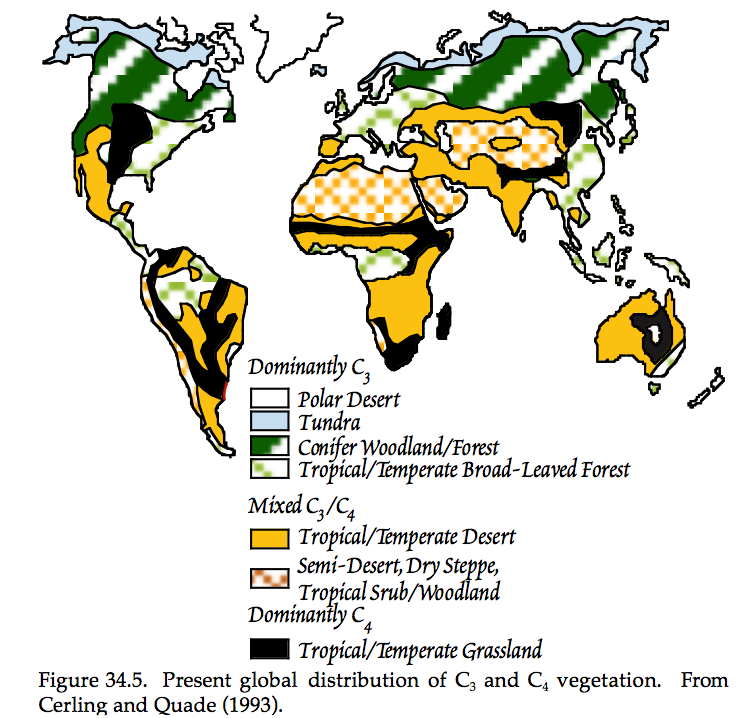 Dominantly C3
Polar Desert
Tundra
Conifer Woodland/Forest
Tropical/Temperate Broad-Leaved Forest
Mixed C3/C4
Tropical/Temperate Desert
Semi-Desert, Dry Steppe,
Tropical Srub/Woodland
Dominantly C4
Tropical/Temperate Grassland
Figure 34.5. Present global distribution of C3 and C4 vegetation. From
Cerling and Quade (1993).